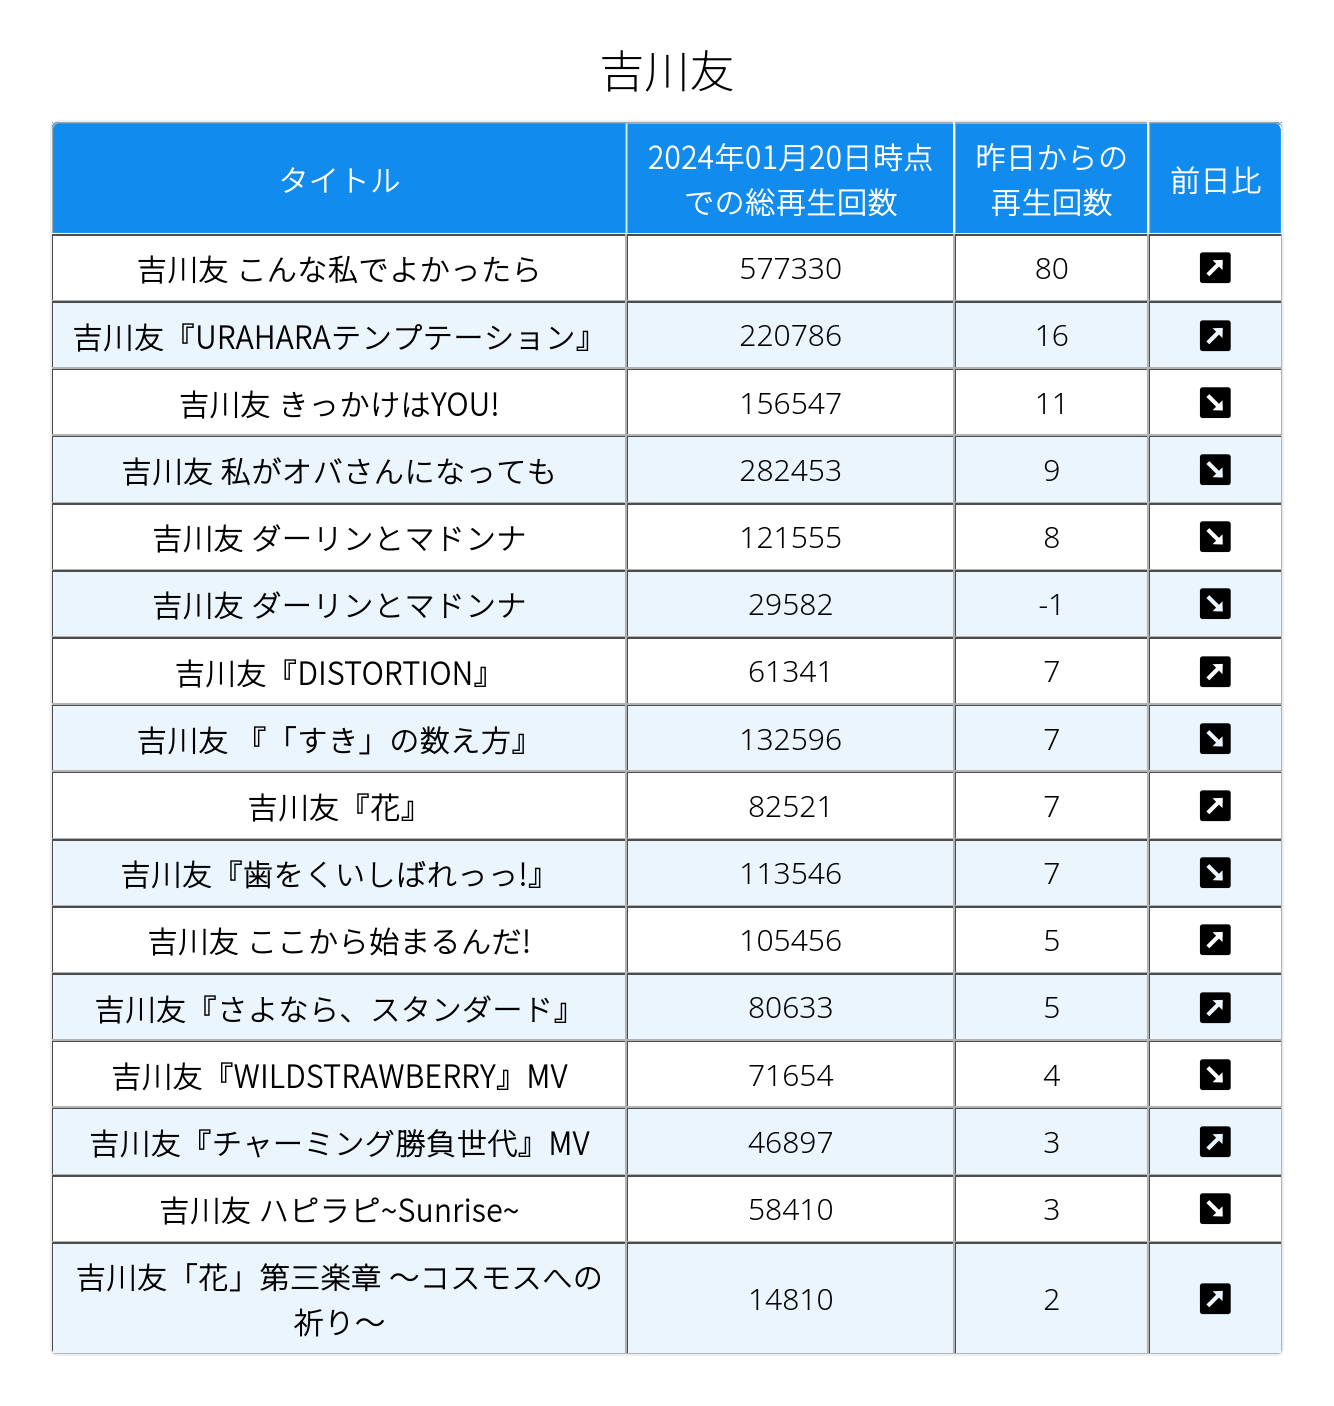 吉川友
タイトル
2024年01月20日時点
での総再生回数
昨日からの
再生回数
前日比
吉川友 こんな私でよかったら 577330 80
吉川友『URAHARAテンプテーション』 220786 16
吉川友 きっかけはYOU! 156547 11
吉川友 私がオバさんになっても 282453 9
吉川友 ダーリンとマドンナ 121555 8
吉川友 ダーリンとマドンナ 29582 -1
吉川友『DISTORTION』 61341 7
吉川友 『「すき」の数え方』 132596 7
吉川友『花』 82521 7
吉川友『歯をくいしばれっっ!』 113546 7
吉川友 ここから始まるんだ! 105456 5
吉川友『さよなら、スタンダード』 80633 5
吉川友『WILDSTRAWBERRY』MV 71654 4
吉川友『チャーミング勝負世代』MV 46897 3
吉川友 ハピラピ~Sunrise~ 58410 3
吉川友「花」第三楽章 〜コスモスへの
祈り〜 14810 2